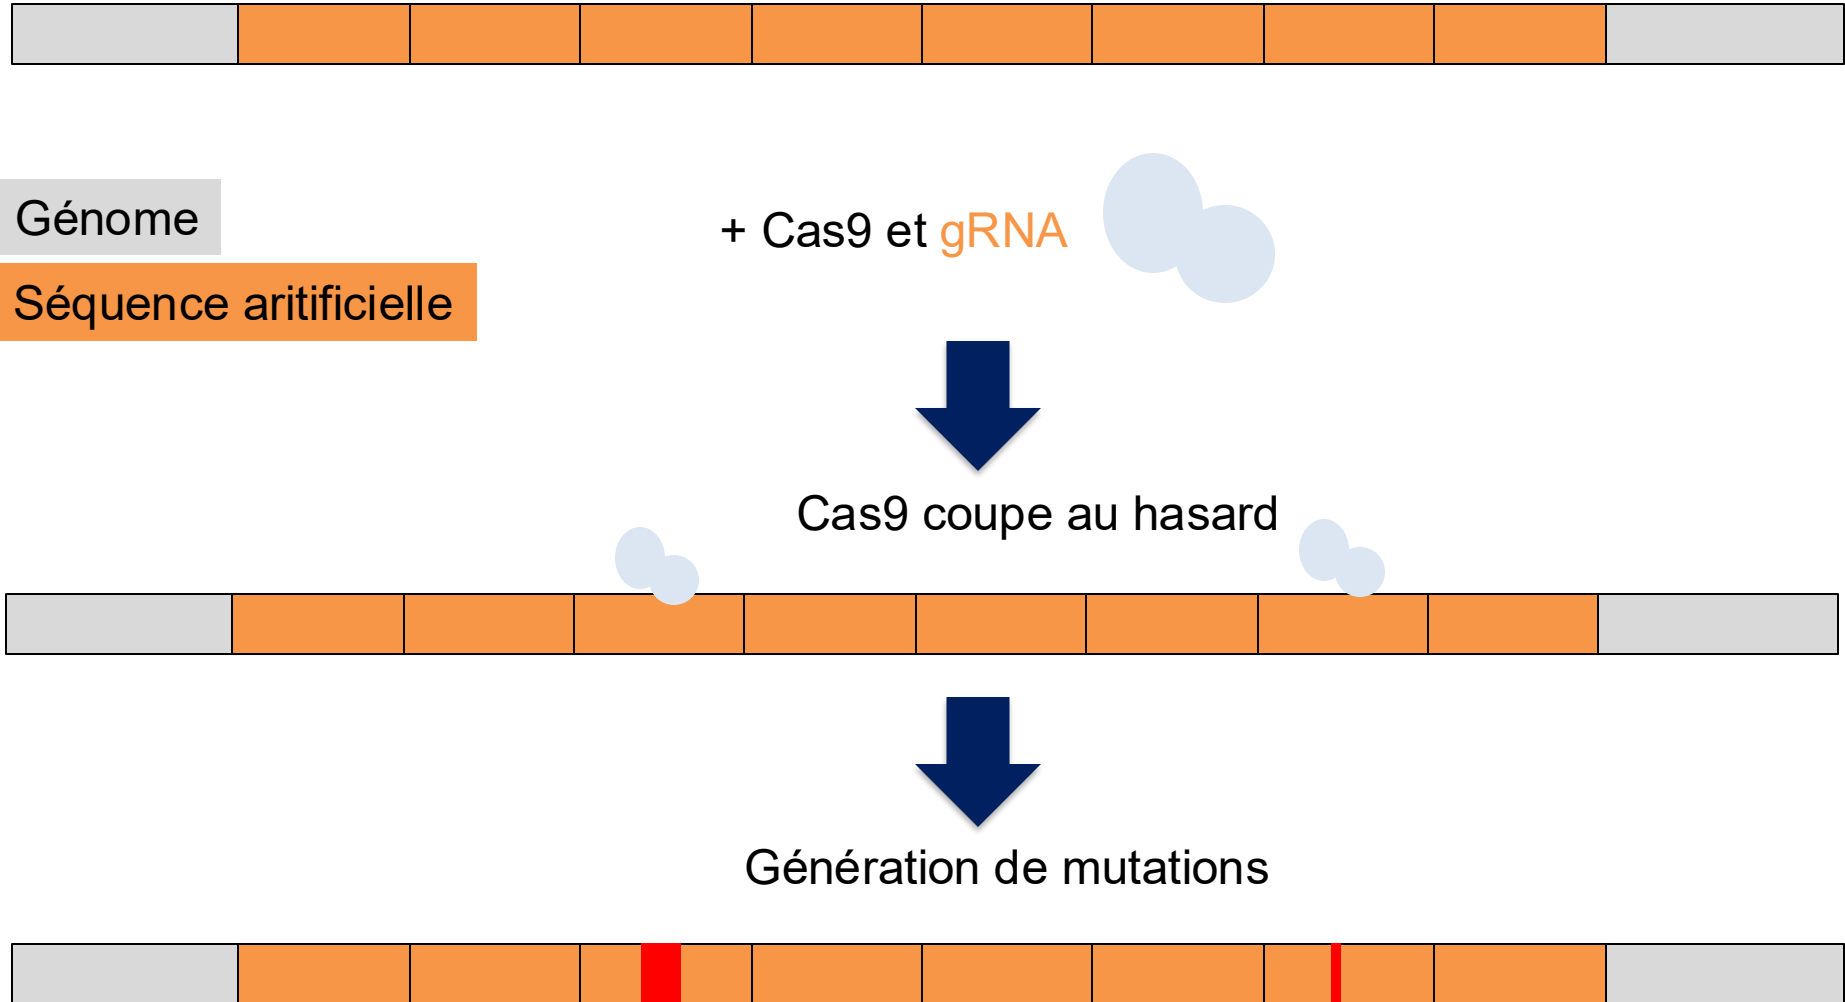 Génome
+ Cas9 et gRNA
Séquence aritificielle
Cas9 coupe au hasard
Génération de mutations